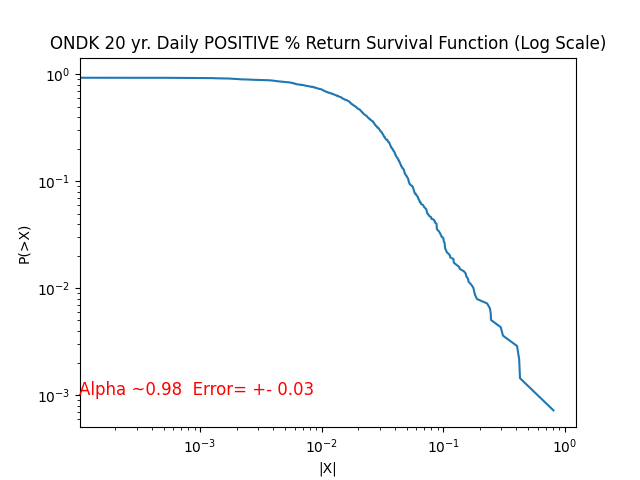 ONDK 20 yr. Daily POSITIVE % Return Survival Function (Log Scale)
10⁰
10⁻¹
10⁻²
10⁻³
P(>X)
Alpha ~0.98  Error= +- 0.03
10⁻³ 10⁻² 10⁻¹ 10⁰
|X|